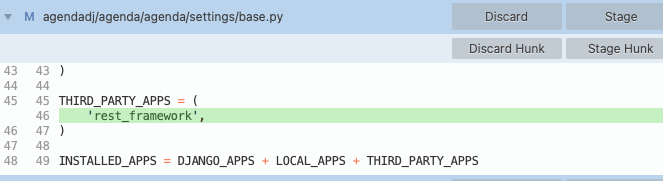 M agendadj/agenda/agenda/settings/base.py Discard Stage
Discard Hunk Stage Hunk
43 43 )
44 44
45 45 THIRD_PARTY_APPS = (
46     'rest_framework',
46 47 )
47 48
48 49 INSTALLED_APPS = DJANGO_APPS + LOCAL_APPS + THIRD_PARTY_APPS